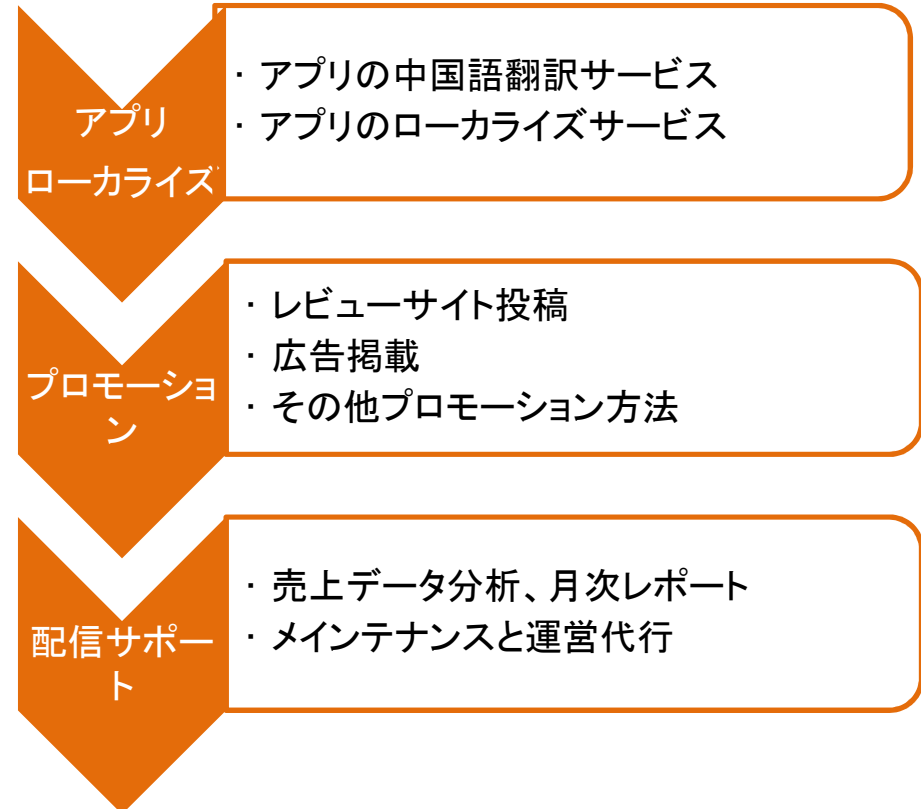 アプリ
ローカライズ
・アプリの中国語翻訳サービス
・アプリのローカライズサービス
プロモーショ
ン
・レビューサイト投稿
・広告掲載
・その他プロモーション方法
配信サポー
ト
・売上データ分析、月次レポート
・メインテナンスと運営代行